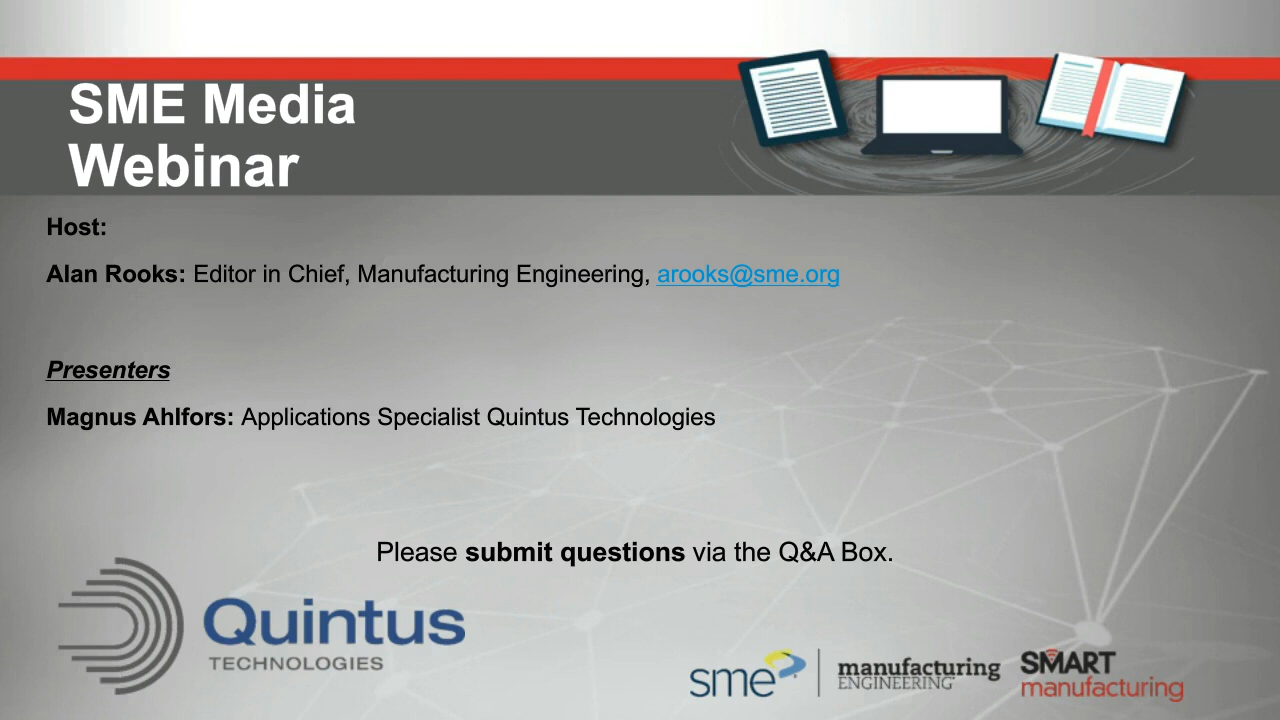 SME Media
Webinar
Host:
Alan Rooks: Editor in Chief, Manufacturing Engineering, arooks@sme.org
Presenters
Magnus Ahlfors: Applications Specialist Quintus Technologies
Please submit questions via the Q&A Box.
Quintus
TECHNOLOGIES
sme
manufacturing
ENGINEERING
SMART
manufacturing